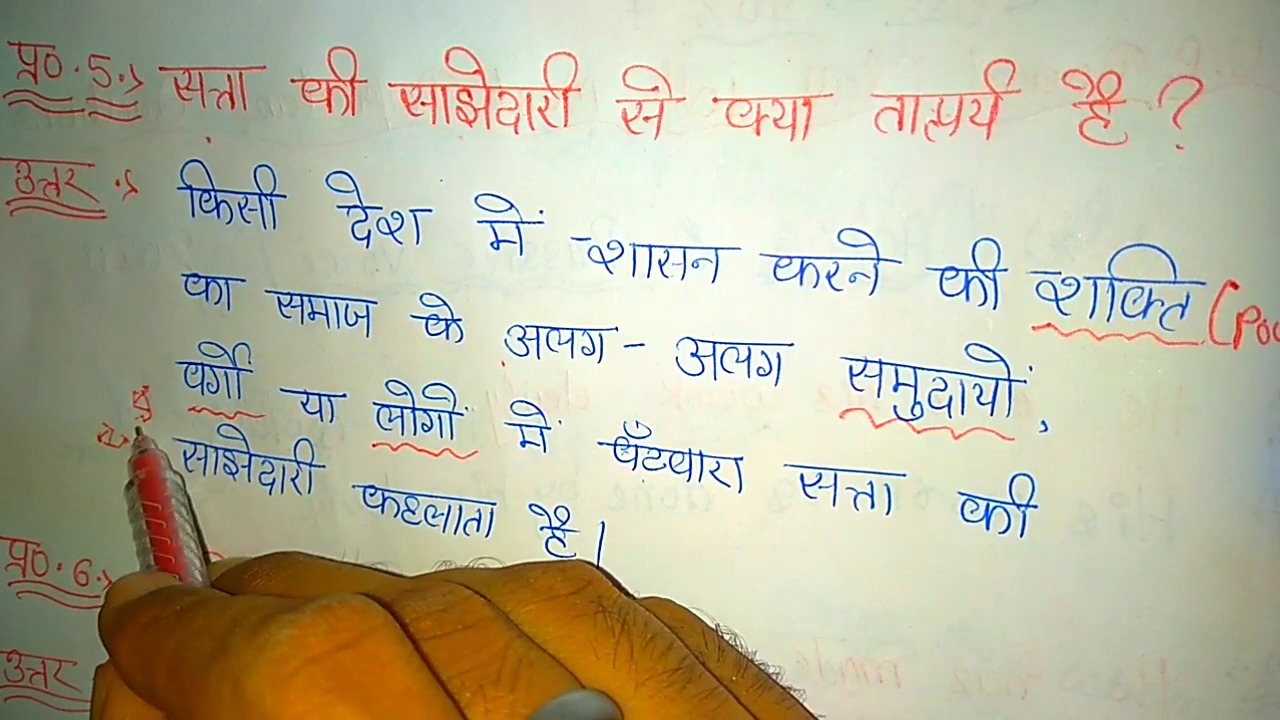 प्र०.5.> सत्ता की साझेदारी से क्या तात्पर्य है ?
उत्तर .> किसी देश में शासन करने की शक्ति (Pow
का समाज के अलग - अलग समुदायों,
वर्गों या लोगों में बँटवारा सत्ता की
साझेदारी कहलाता है।
प्र०.6.>
उत्तर